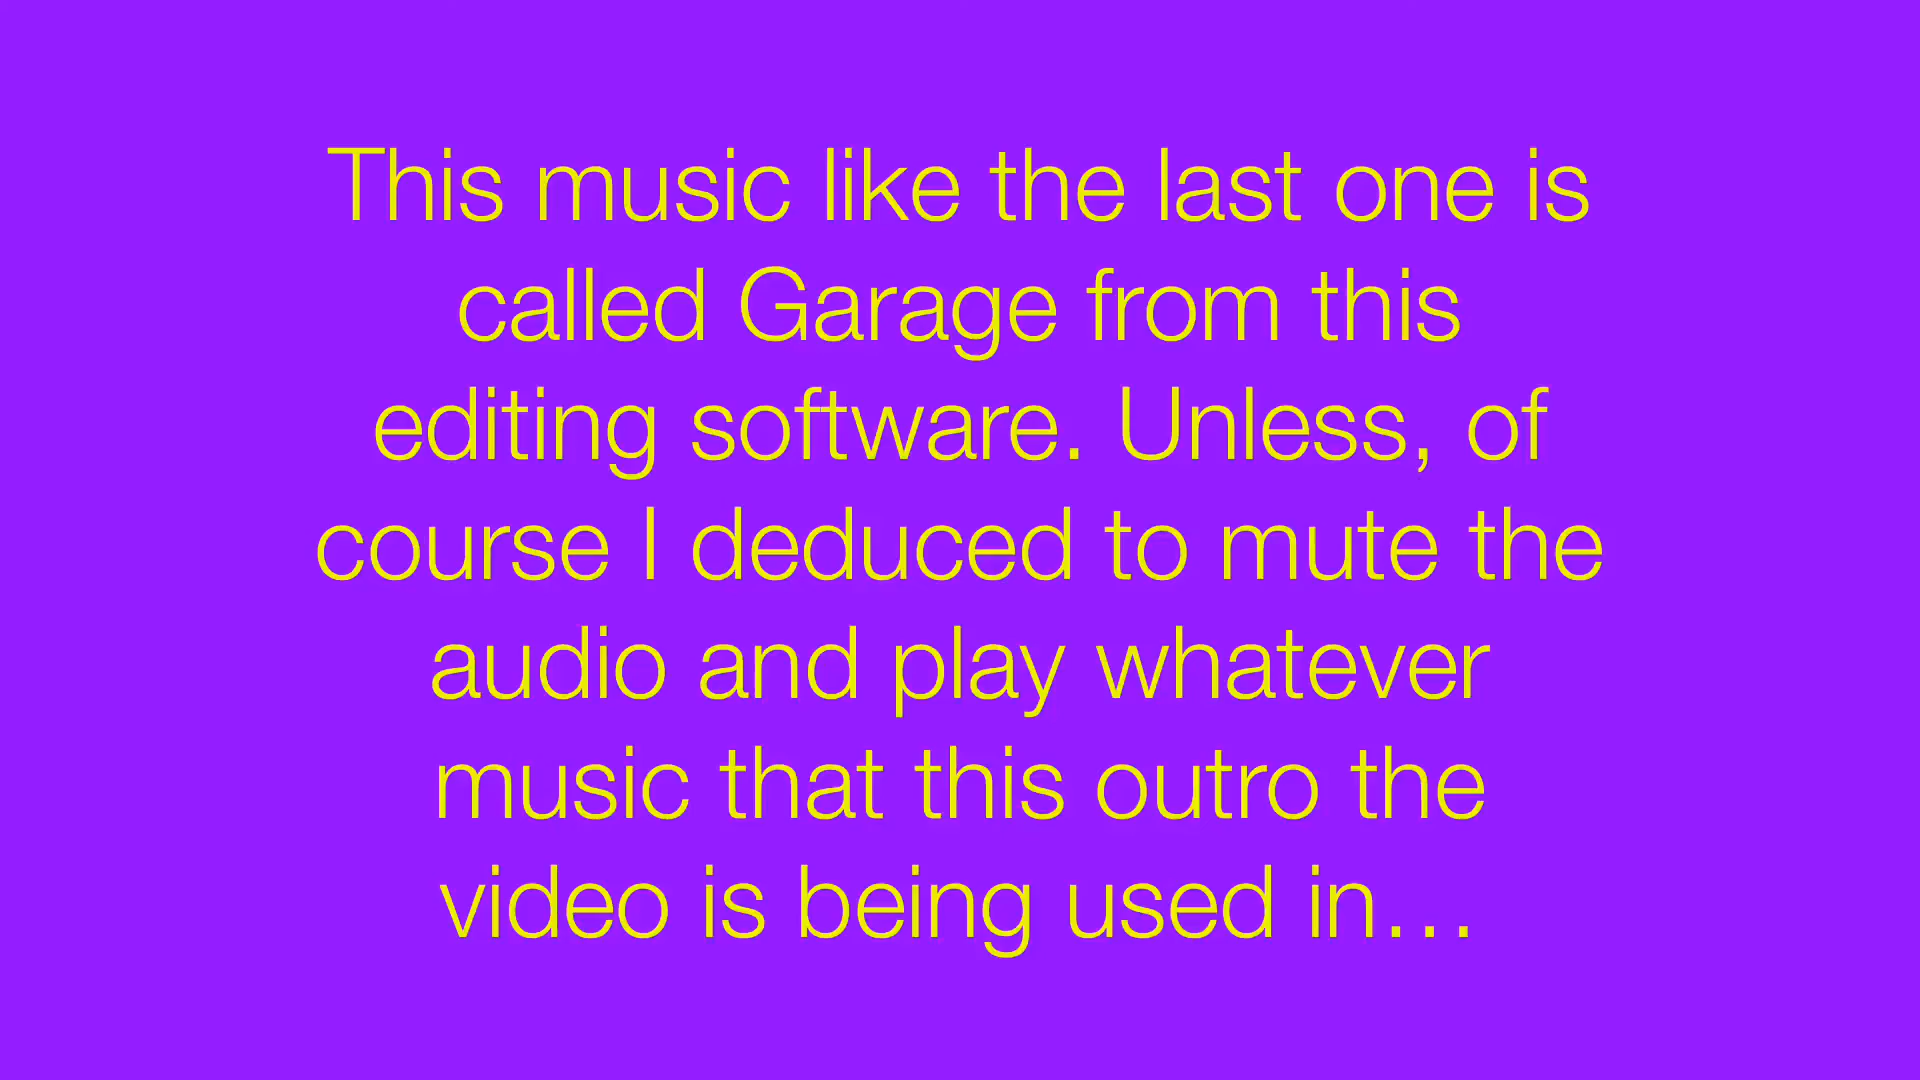 This music like the last one is
called Garage from this
editing software. Unless, of
course I deduced to mute the
audio and play whatever
music that this outro the
video is being used in...